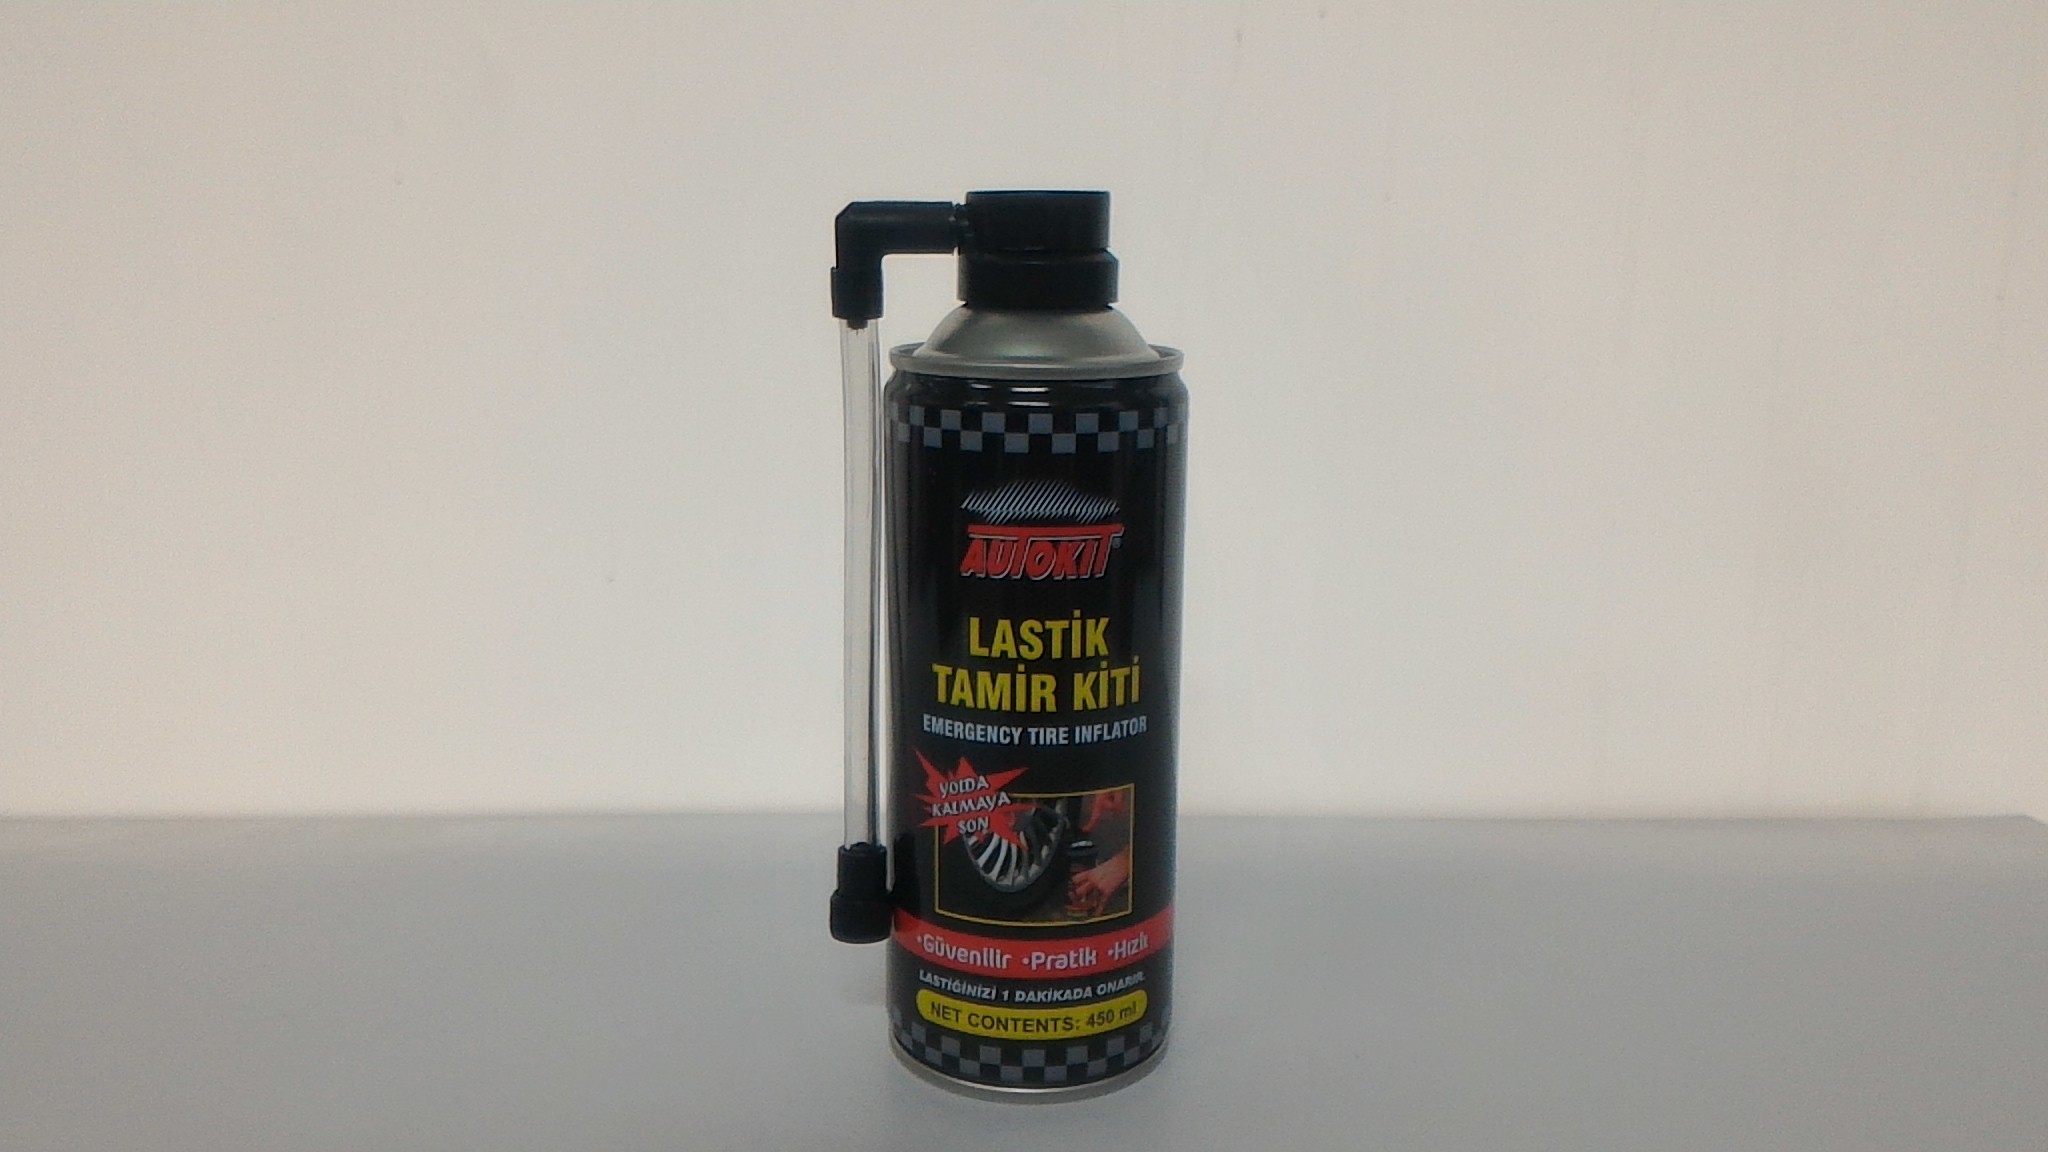 AUTOKIT®
LASTİK
TAMİR KİTİ
EMERGENCY TIRE INFLATOR
YOLDA
KALMAYA
SON
•Güvenilir •Pratik •Hızlı
LASTİĞİNİZİ 1 DAKİKADA ONARIR.
NET CONTENTS: 450 ml